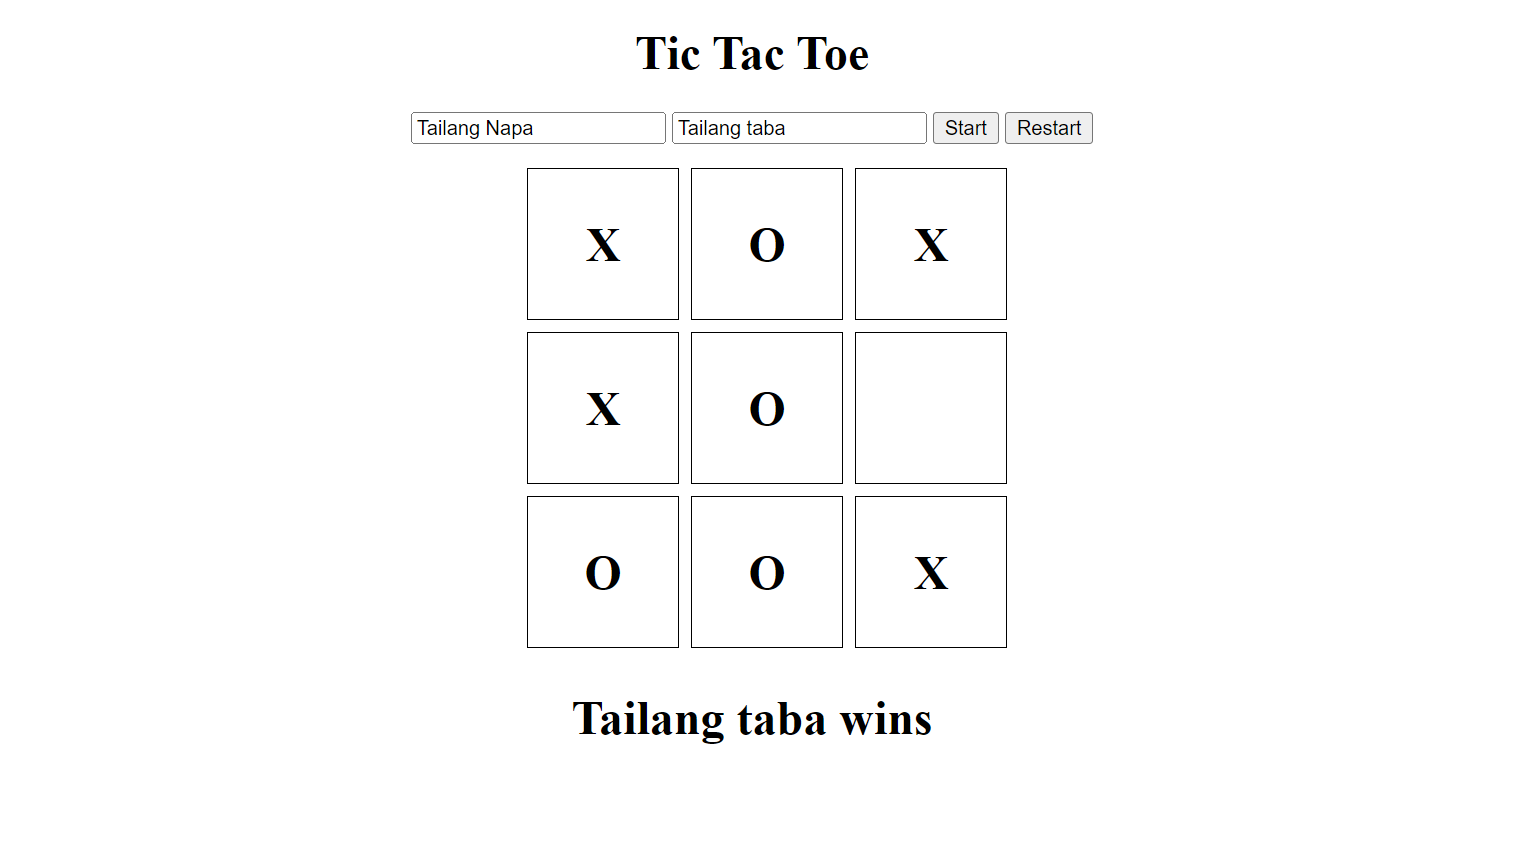 Tic Tac Toe
Tailang Napa Tailang taba Start Restart
X O X
X O
O O X
Tailang taba wins